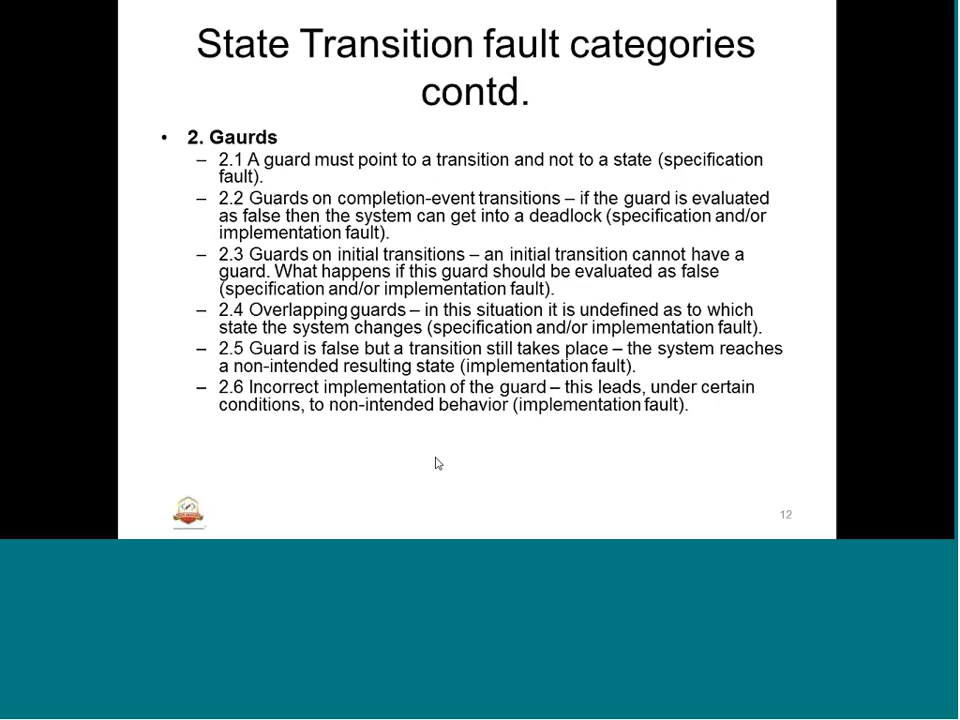 State Transition fault categories
contd.
• 2. Gaurds
– 2.1 A guard must point to a transition and not to a state (specification
fault).
– 2.2 Guards on completion-event transitions – if the guard is evaluated
as false then the system can get into a deadlock (specification and/or
implementation fault).
– 2.3 Guards on initial transitions – an initial transition cannot have a
guard. What happens if this guard should be evaluated as false
(specification and/or implementation fault).
– 2.4 Overlapping guards – in this situation it is undefined as to which
state the system changes (specification and/or implementation fault).
– 2.5 Guard is false but a transition still takes place – the system reaches
a non-intended resulting state (implementation fault).
– 2.6 Incorrect implementation of the guard – this leads, under certain
conditions, to non-intended behavior (implementation fault).
12